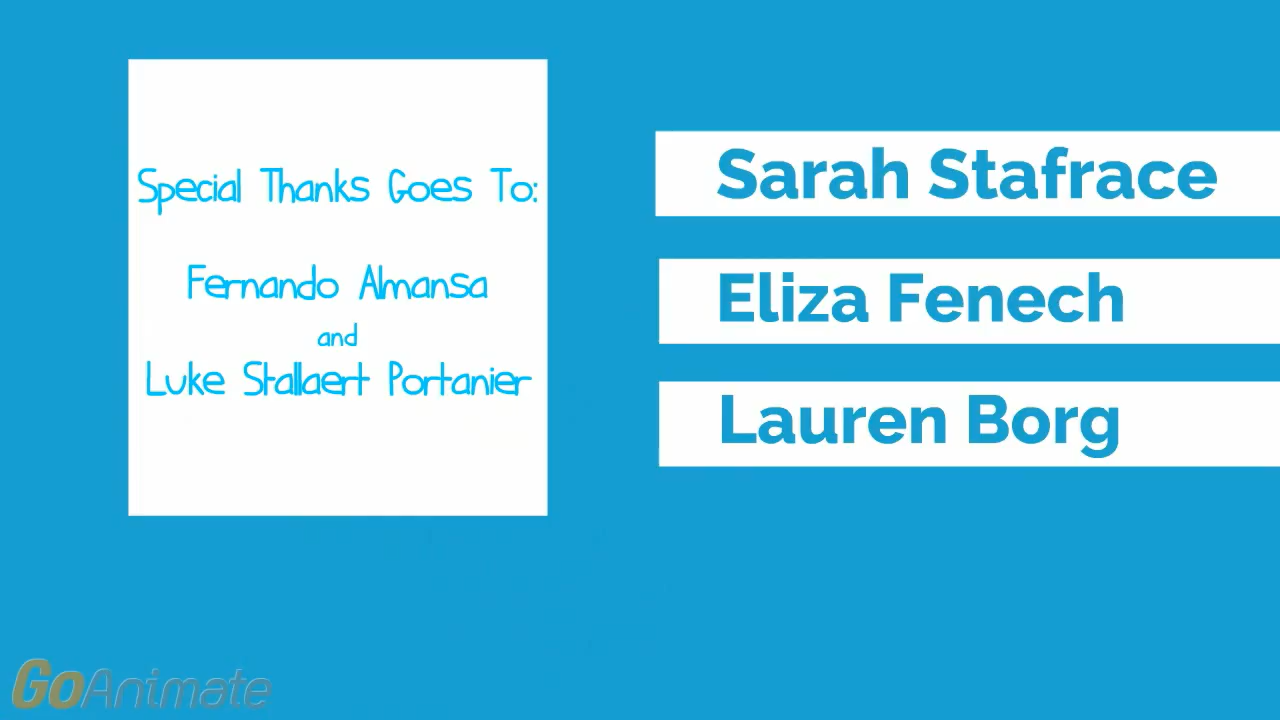 Special Thanks Goes To:
Fernando Almansa
and
Luke Stallaert Portanier
Sarah Stafrace
Eliza Fenech
Lauren Borg
GoAnimate